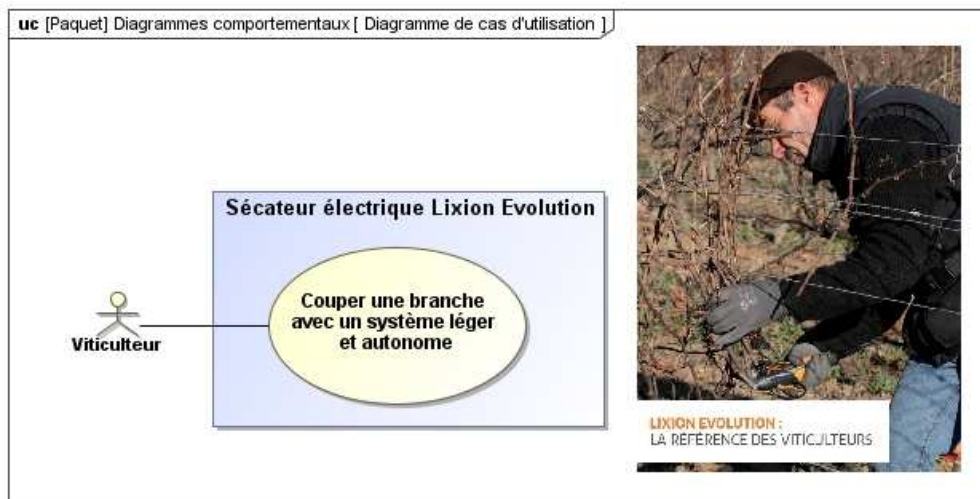 uc [Paquet] Diagrammes comportementaux [ Diagramme de cas d'utilisation ]
Sécateur électrique Lixion Evolution
Couper une branche
avec un système léger
et autonome
Viticulteur
LIXION EVOLUTION :
LA RÉFÉRENCE DES VITICULTEURS